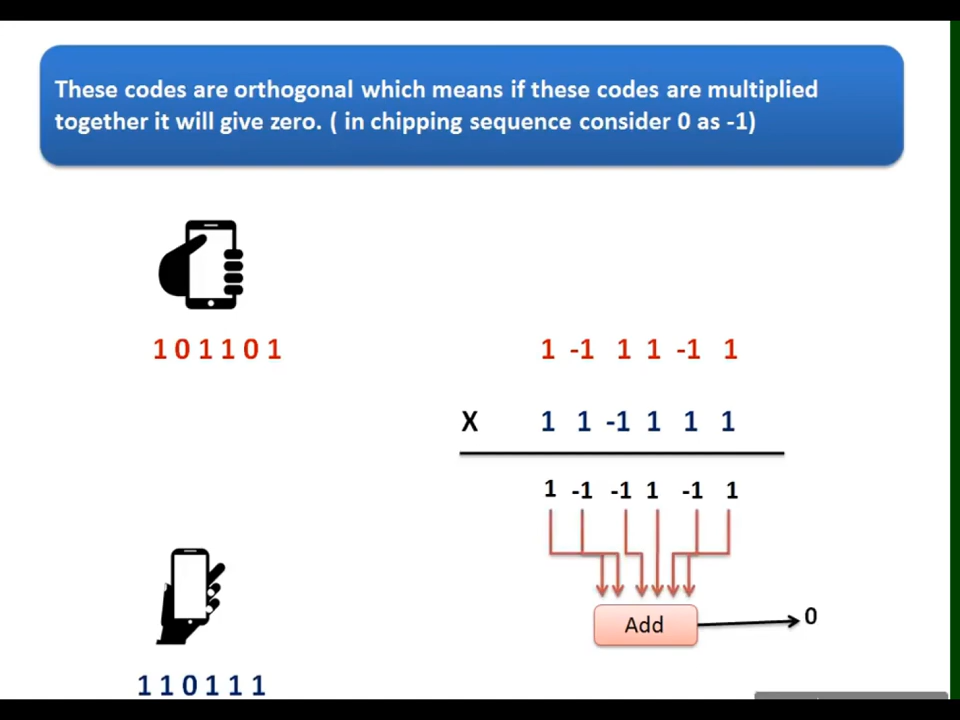 These codes are orthogonal which means if these codes are multiplied
together it will give zero. ( in chipping sequence consider 0 as -1)
1 0 1 1 0 1
1 -1 1 1 -1 1
X 1 1 -1 1 1 1
1 -1 -1 1 -1 1
Add
0
1 1 0 1 1 1